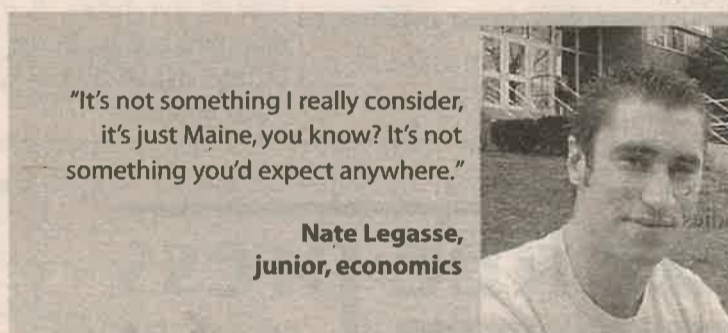 "It's not something I really consider,
it's just Maine, you know? It's not
something you'd expect anywhere."
Nate Legasse,
junior, economics